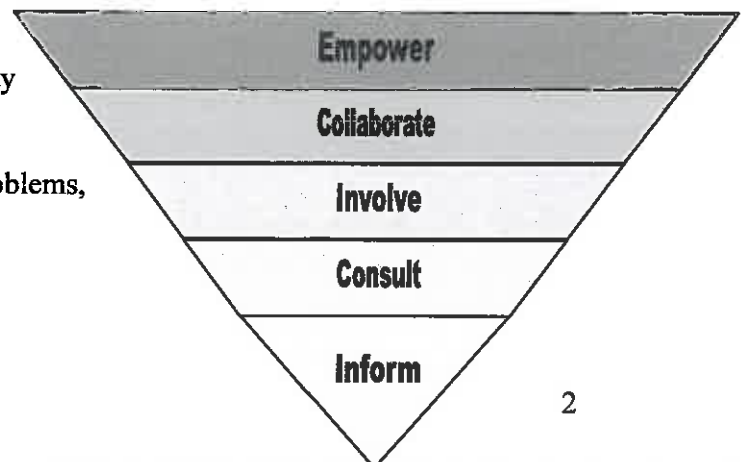 Empower
y
Collaborate
oblems,
Involve
Consult
Inform
2